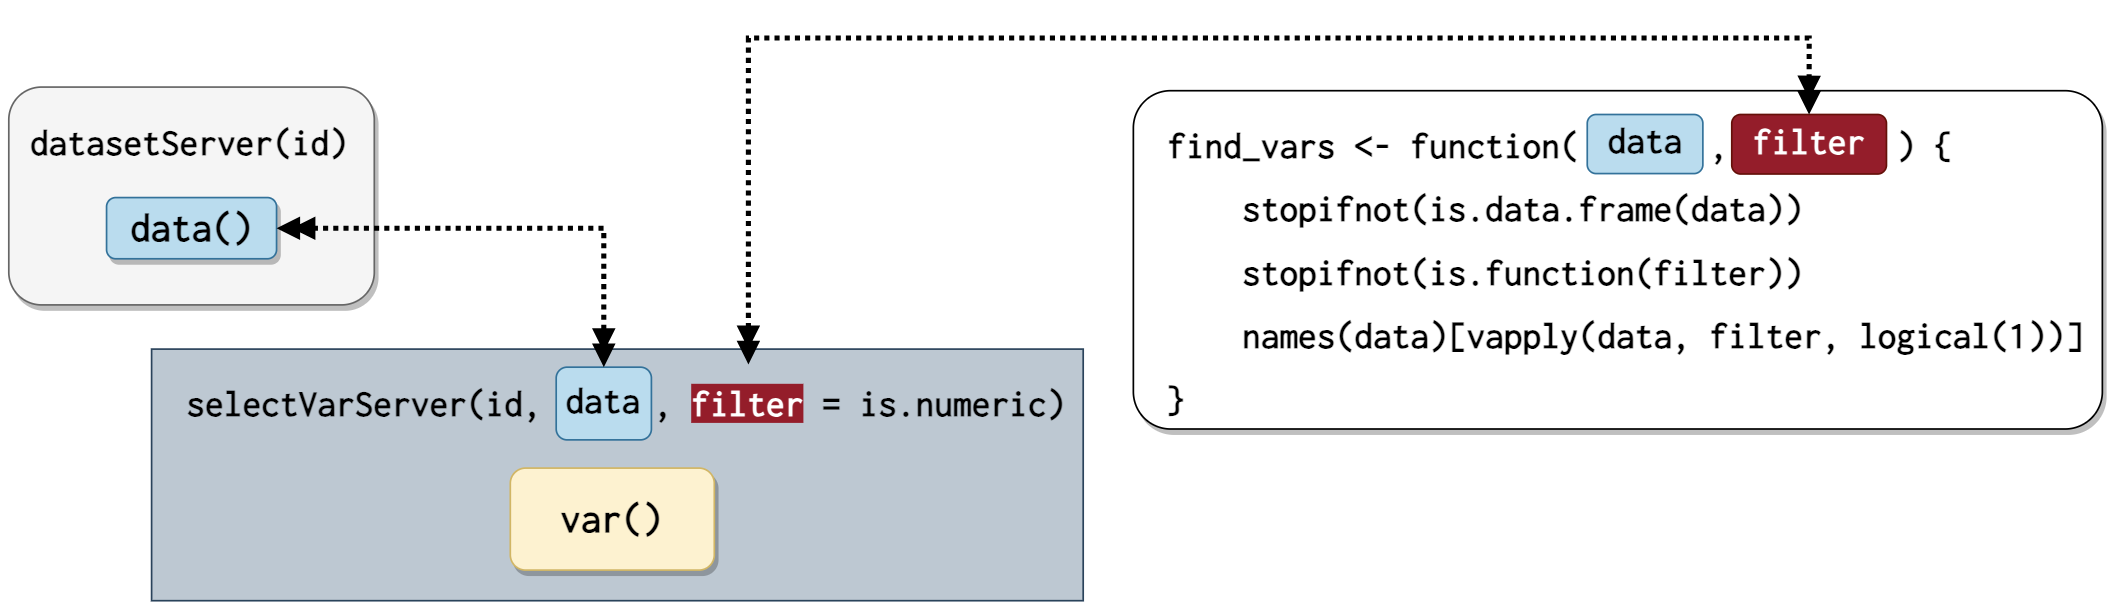 datasetServer(id)
data()
selectVarServer(id, data, filter = is.numeric)
var()
find_vars <- function( data , filter ) {
    stopifnot(is.data.frame(data))
    stopifnot(is.function(filter))
    names(data)[vapply(data, filter, logical(1))]
}